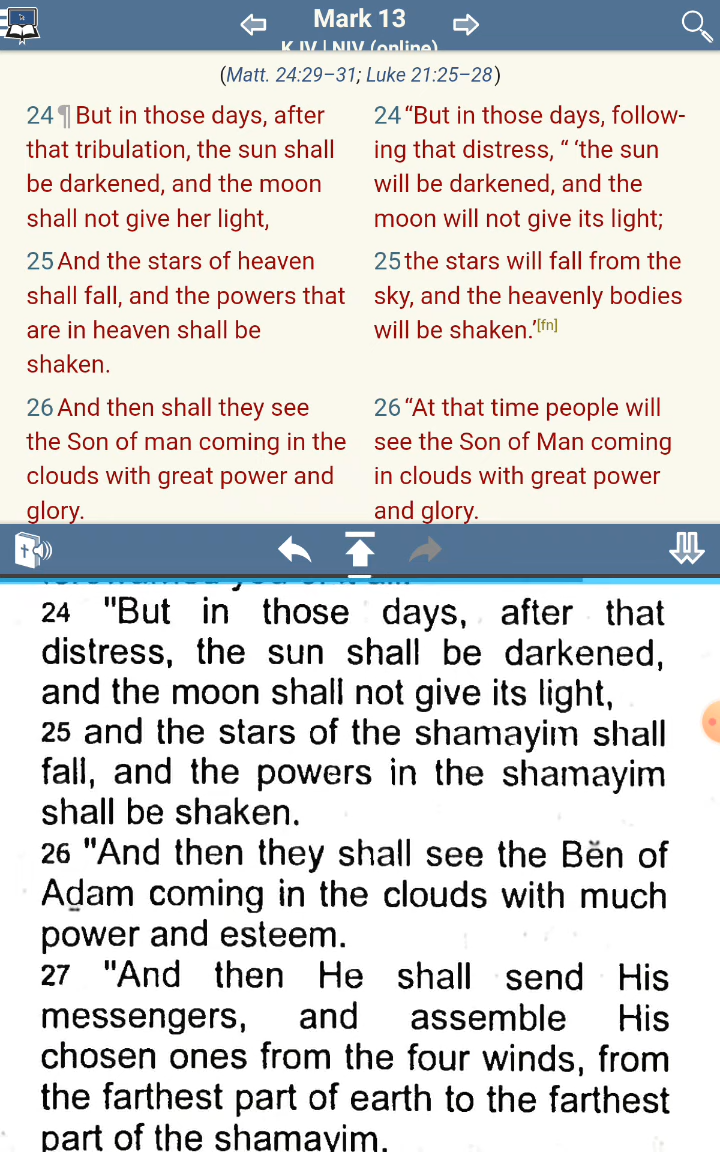 Mark 13
KJV | NIV (online)
(Matt. 24:29–31; Luke 21:25–28)
24 ¶ But in those days, after
that tribulation, the sun shall
be darkened, and the moon
shall not give her light,
25 And the stars of heaven
shall fall, and the powers that
are in heaven shall be
shaken.
26 And then shall they see
the Son of man coming in the
clouds with great power and
glory.
24 “But in those days, follow-
ing that distress, “ ‘the sun
will be darkened, and the
moon will not give its light;
25 the stars will fall from the
sky, and the heavenly bodies
will be shaken.’[fn]
26 “At that time people will
see the Son of Man coming
in clouds with great power
and glory.
24 "But in those days, after that
distress, the sun shall be darkened,
and the moon shall not give its light,
25 and the stars of the shamayim shall
fall, and the powers in the shamayim
shall be shaken.
26 "And then they shall see the Bĕn of
Aḏam coming in the clouds with much
power and esteem.
27 "And then He shall send His
messengers, and assemble His
chosen ones from the four winds, from
the farthest part of earth to the farthest
part of the shamayim.